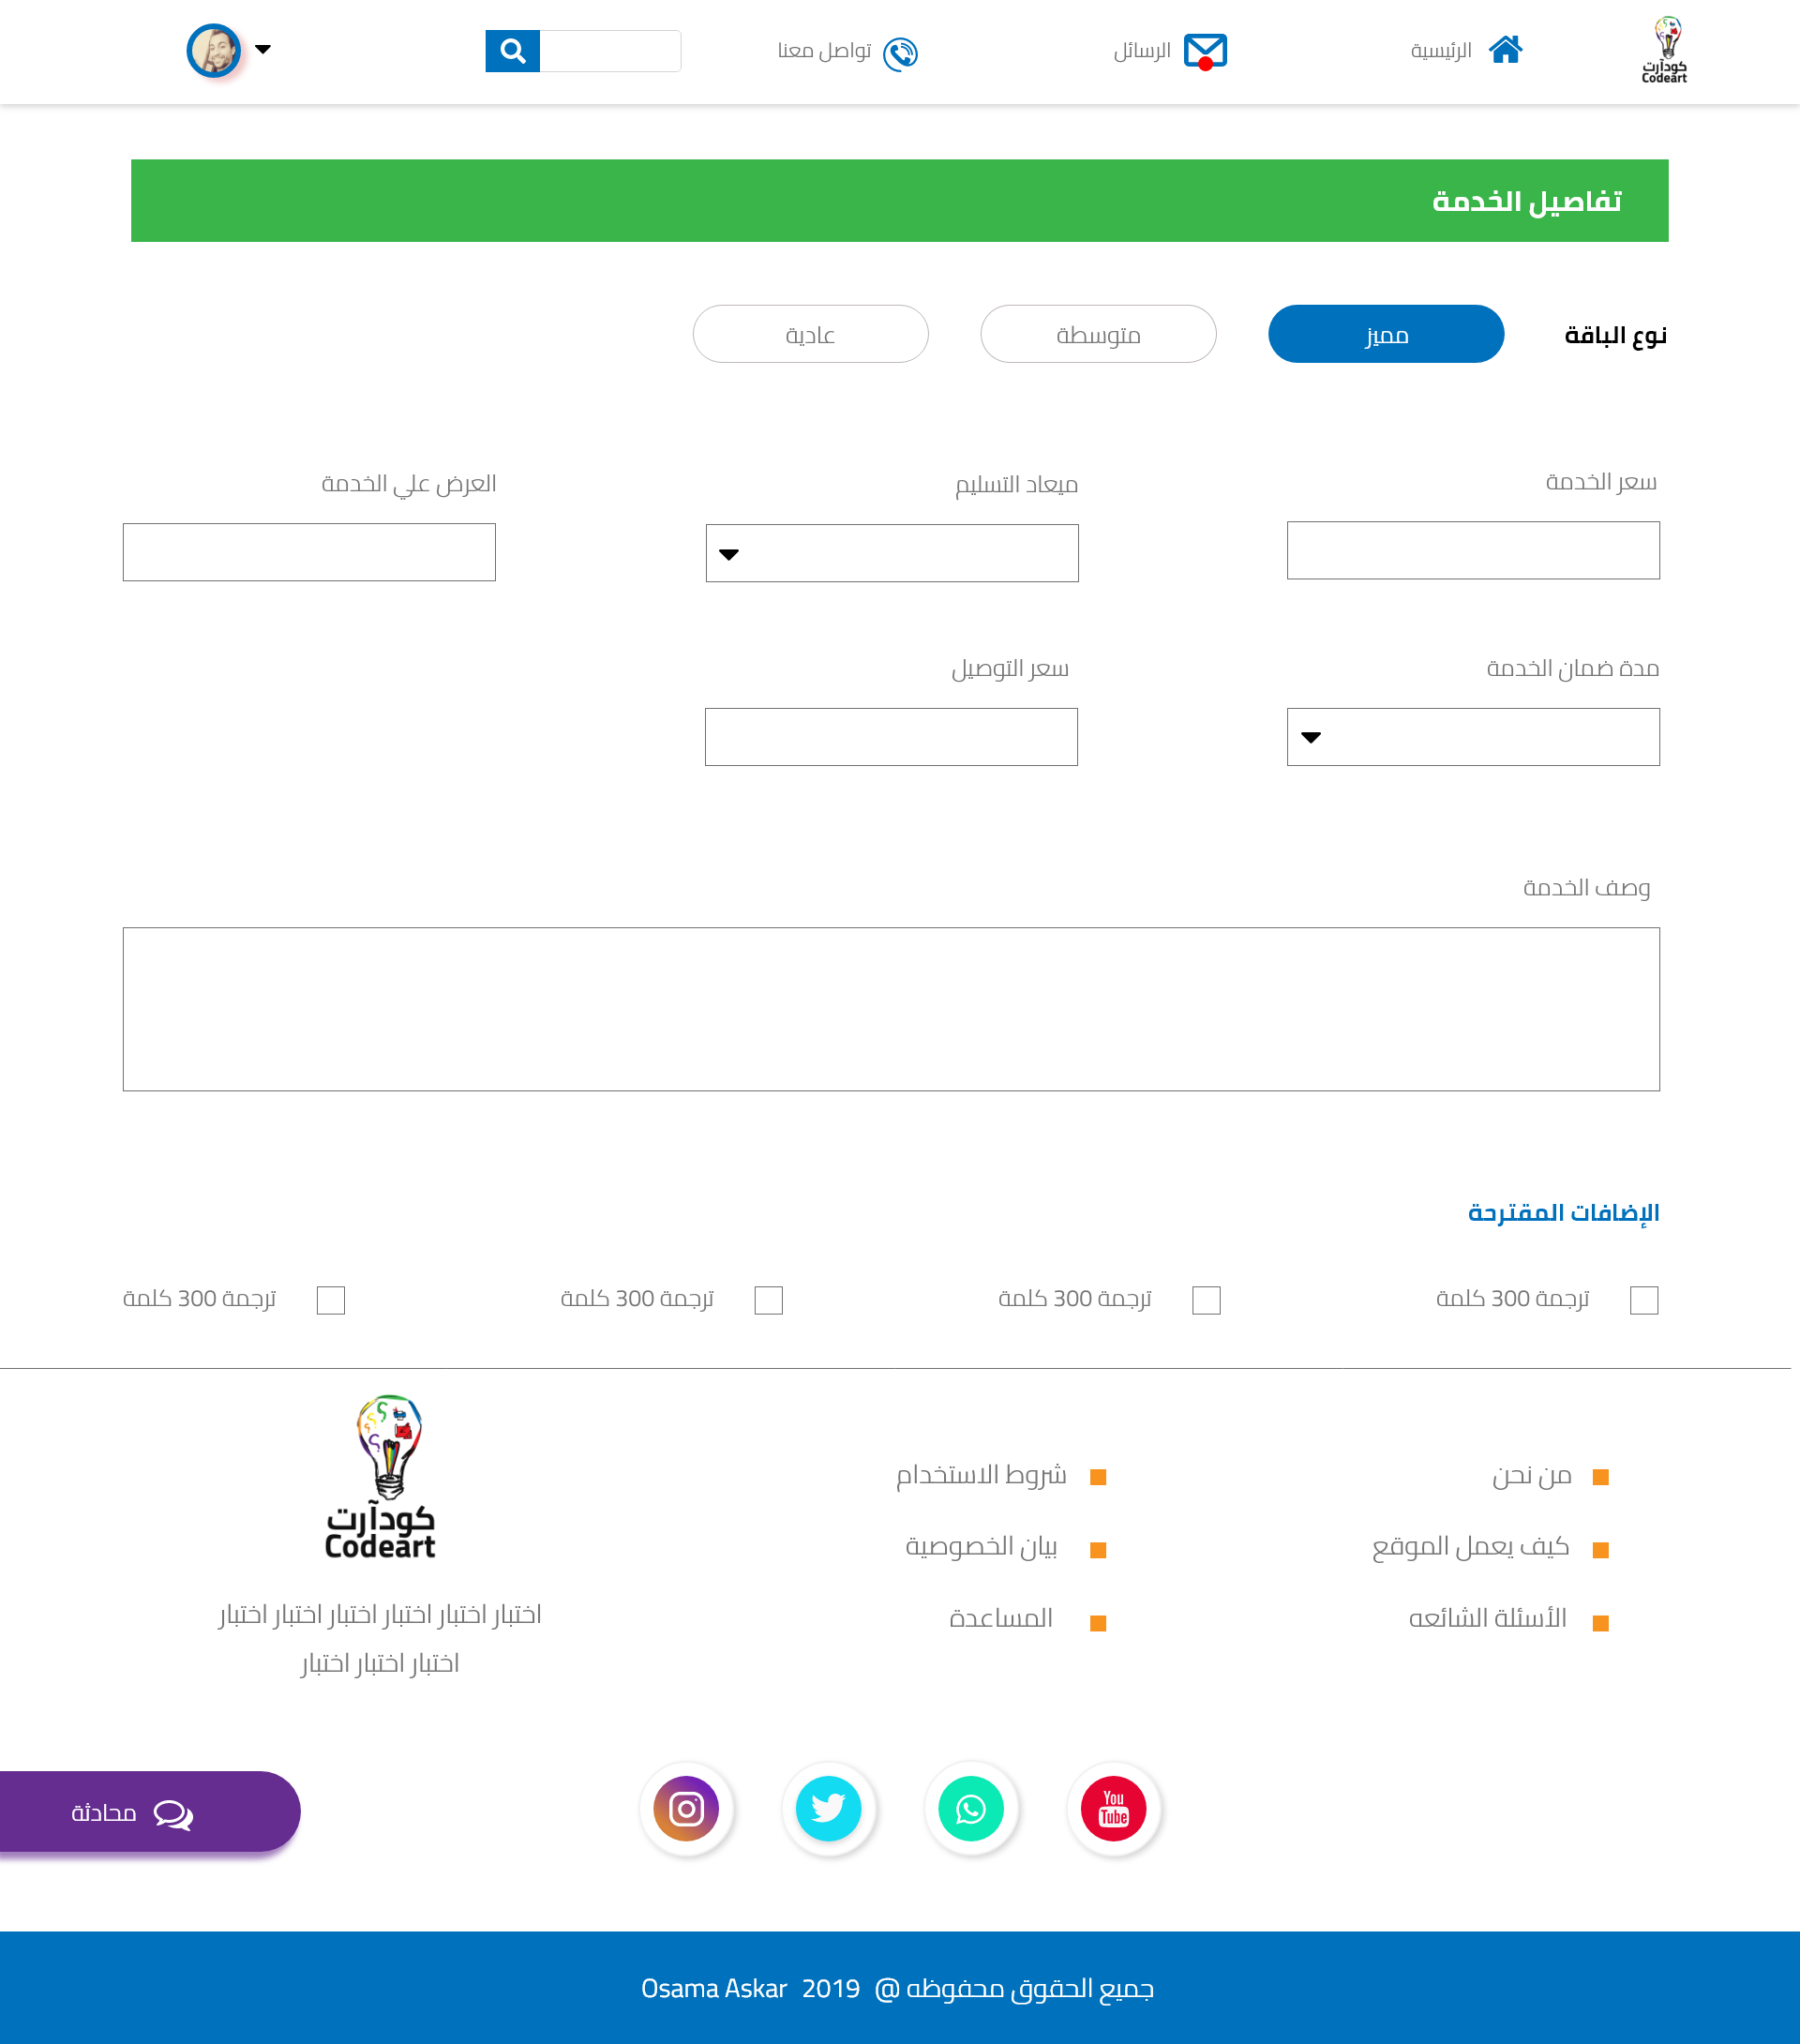 كودآرت
Codeart
الرئيسية
الرسائل
تواصل معنا
تفاصيل الخدمة
نوع الباقة
مميز
متوسطة
عادية
سعر الخدمة
ميعاد التسليم
العرض علي الخدمة
مدة ضمان الخدمة
سعر التوصيل
وصف الخدمة
الإضافات المقترحة
ترجمة 300 كلمة
ترجمة 300 كلمة
ترجمة 300 كلمة
ترجمة 300 كلمة
من نحن
كيف يعمل الموقع
الأسئلة الشائعه
شروط الاستخدام
بيان الخصوصية
المساعدة
كودآرت
Codeart
اختبار اختبار اختبار اختبار اختبار اختبار
اختبار اختبار اختبار
You
Tube
محادثة
جميع الحقوق محفوظه @ 2019 Osama Askar